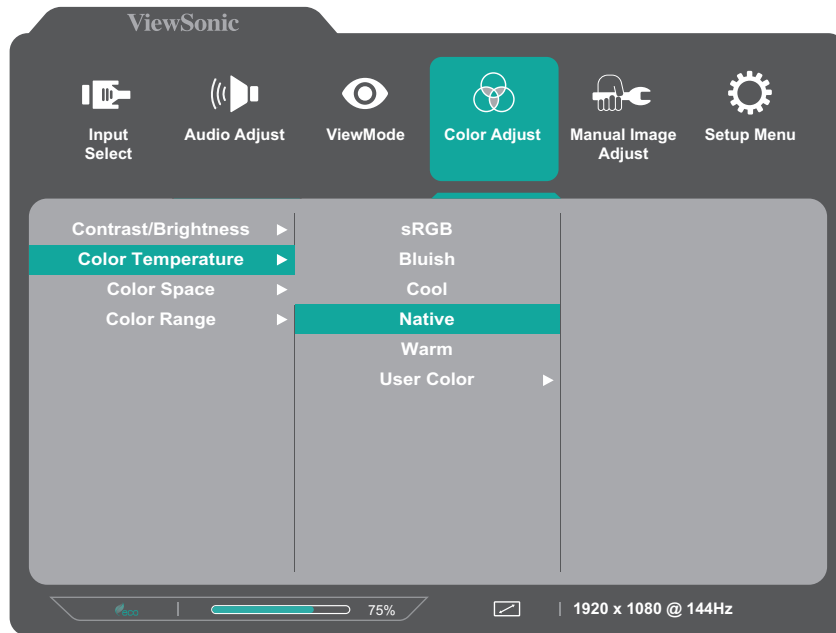 ViewSonic
Input Select
Audio Adjust
ViewMode
Color Adjust
Manual Image Adjust
Setup Menu
Contrast/Brightness
Color Temperature
Color Space
Color Range
sRGB
Bluish
Cool
Native
Warm
User Color
eco
75%
1920 x 1080 @ 144Hz